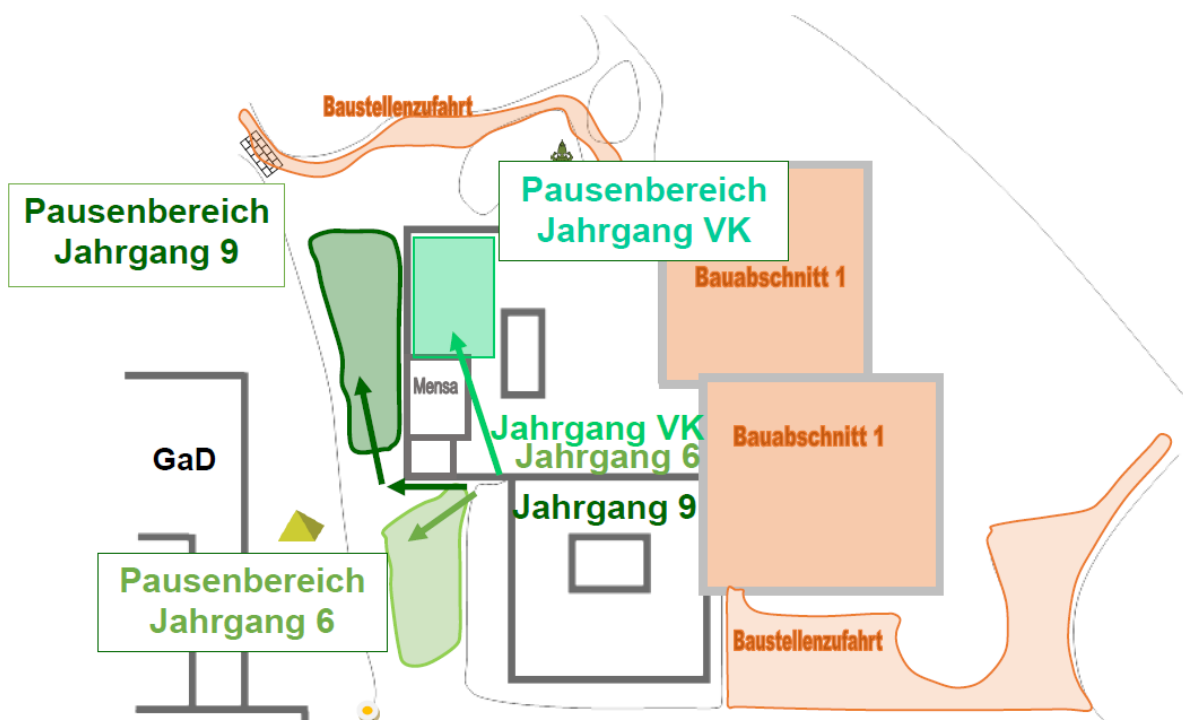 Baustellenzufahrt
Pausenbereich
Jahrgang 9
Pausenbereich
Jahrgang VK
Bauabschnitt 1
Mensa
Jahrgang VK
Jahrgang 6
Bauabschnitt 1
GaD
Jahrgang 9
Pausenbereich
Jahrgang 6
Baustellenzufahrt